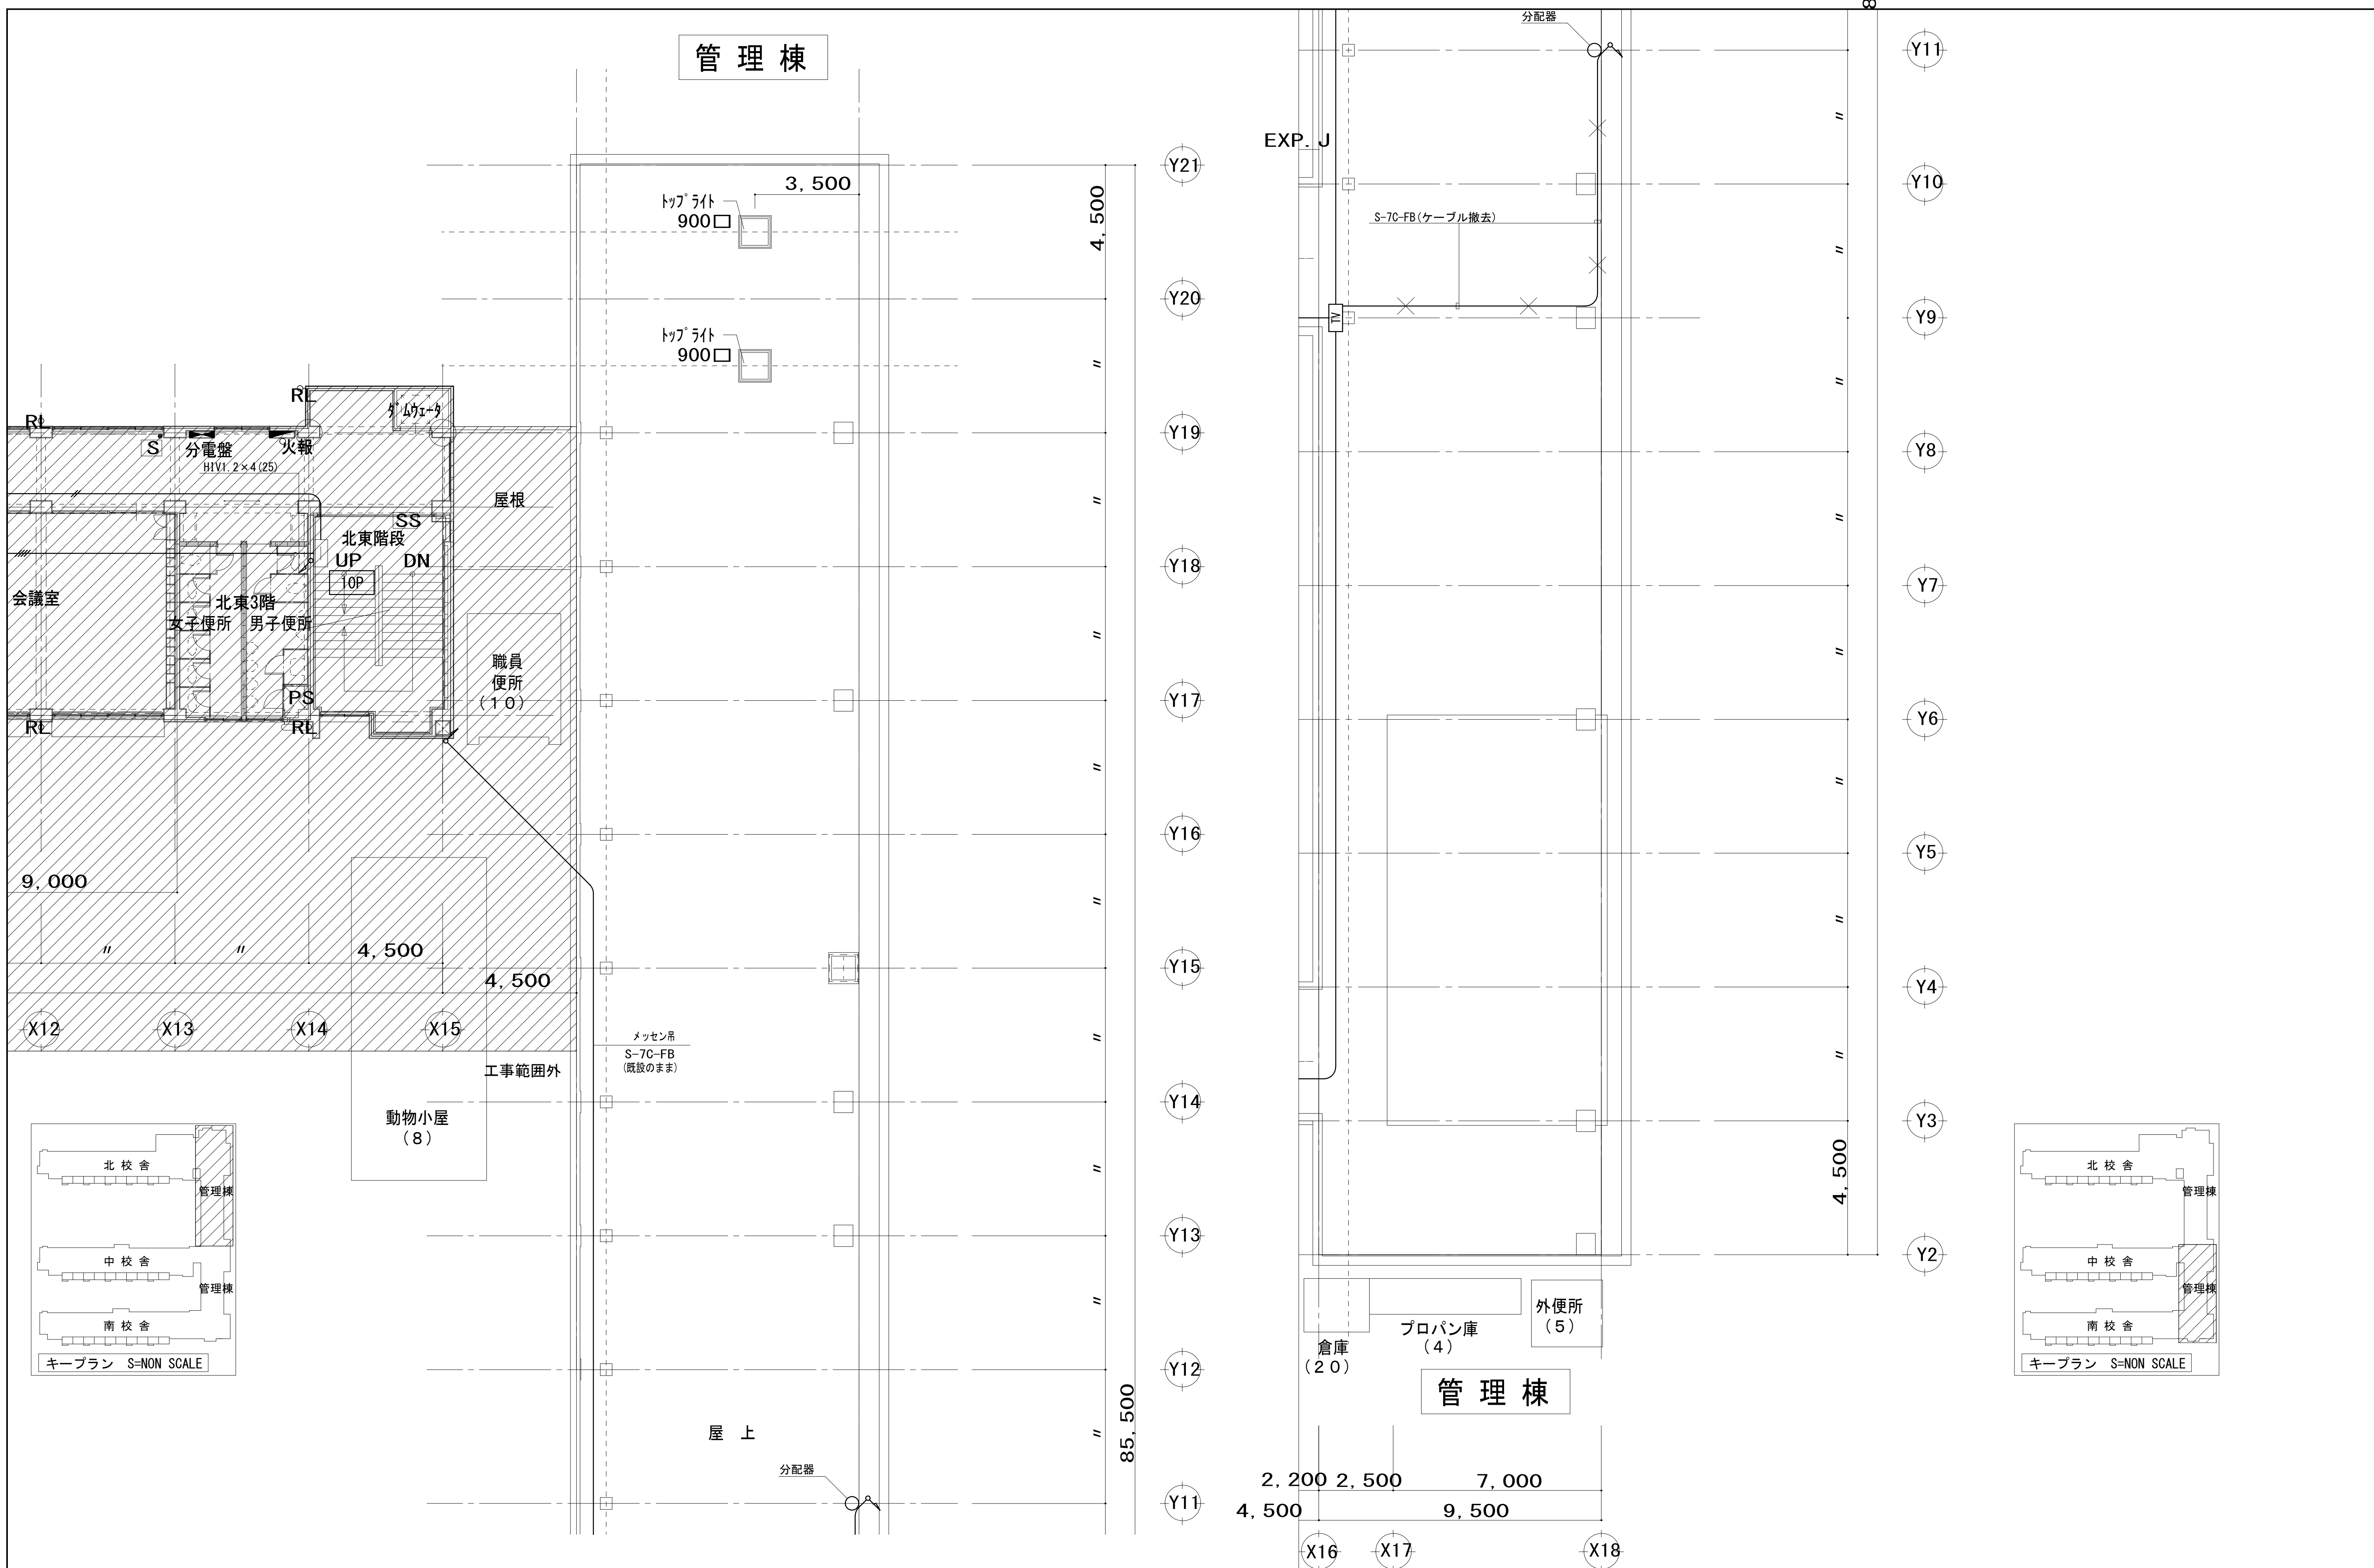 管 理 棟
トップライト
900□
3,500
4,500
Y21
Y20
トップライト
900□
〃
Y19
〃
Y18
〃
Y17
〃
Y16
〃
Y15
〃
Y14
〃
Y13
〃
Y12
〃
85,500
Y11
RL
RL
ダムウェータ
S
分電盤
火報
HIV1.2×4(25)
屋根
SS
北東階段
UP
DN
10P
会議室
北東3階
女子便所
男子便所
職員
便所
(10)
PS
RL
RL
9,000
〃
〃
4,500
4,500
X12
X13
X14
X15
メッセン吊
S-7C-FB
(既設のまま)
工事範囲外
動物小屋
(8)
北 校 舎
管理棟
中 校 舎
管理棟
南 校 舎
キープラン S=NON SCALE
屋 上
分配器
分配器
8
Y11
EXP. J
〃
Y10
S-7C-FB(ケーブル撤去)
〃
TV
Y9
〃
Y8
〃
Y7
〃
Y6
〃
Y5
〃
Y4
〃
Y3
4,500
Y2
倉庫
(20)
プロパン庫
(4)
外便所
(5)
管 理 棟
2,200
2,500
7,000
4,500
9,500
X16
X17
X18
北 校 舎
管理棟
中 校 舎
管理棟
南 校 舎
キープラン S=NON SCALE